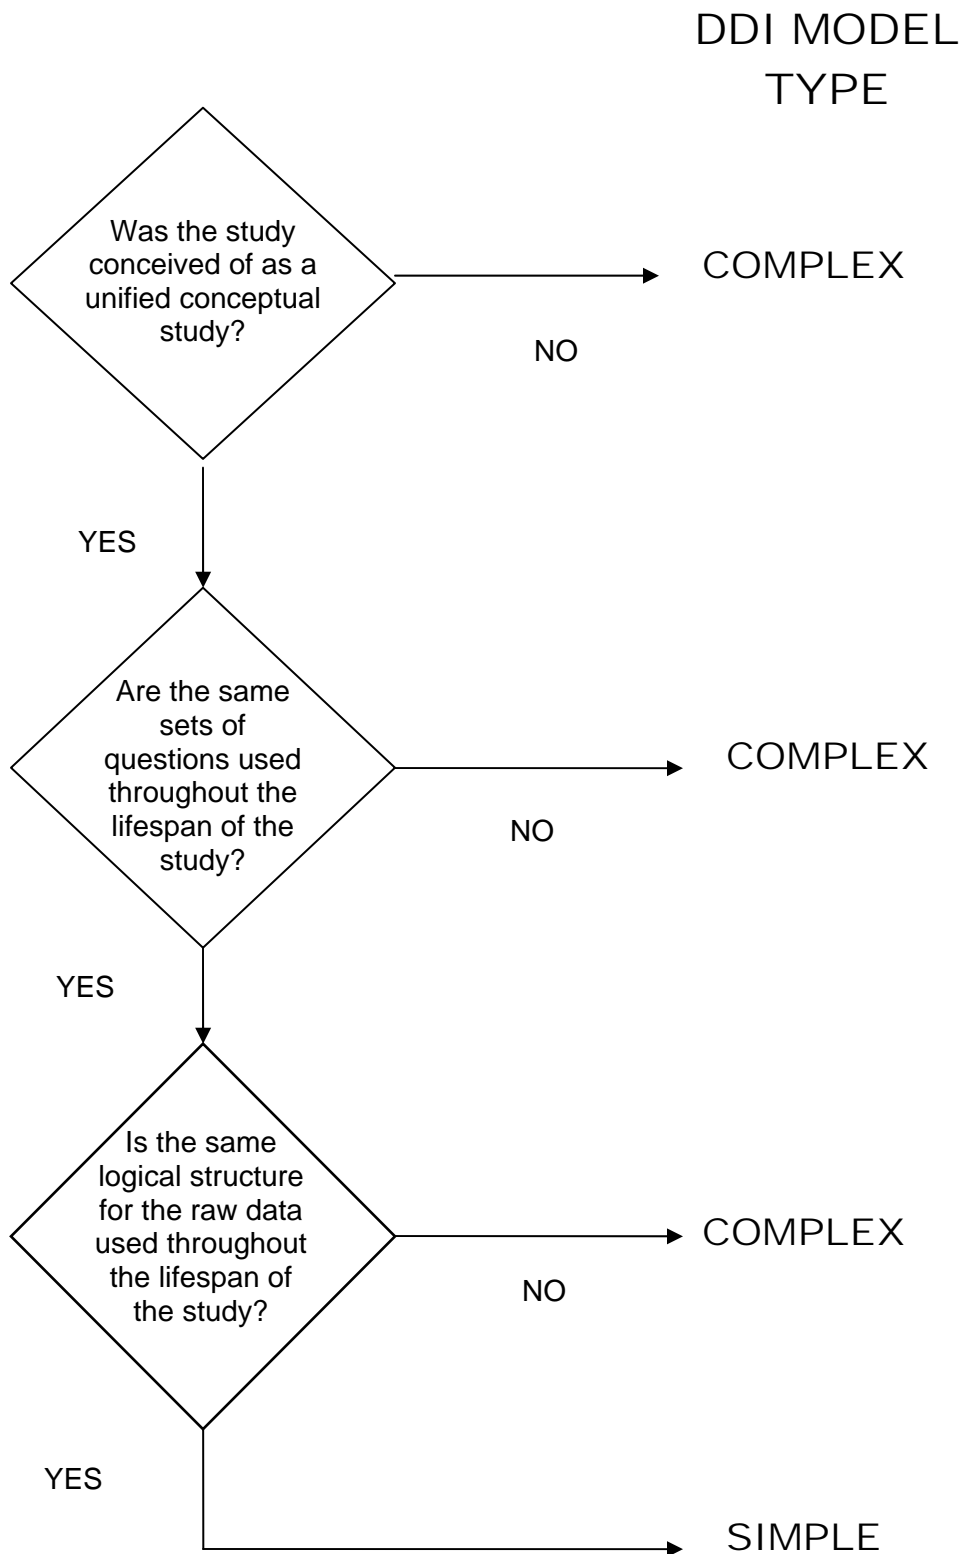 DDI MODEL
TYPE
Was the study
conceived of as a
unified conceptual
study?
COMPLEX
NO
YES
Are the same
sets of
questions used
throughout the
lifespan of the
study?
COMPLEX
NO
YES
Is the same
logical structure
for the raw data
used throughout
the lifespan of
the study?
COMPLEX
NO
YES
SIMPLE